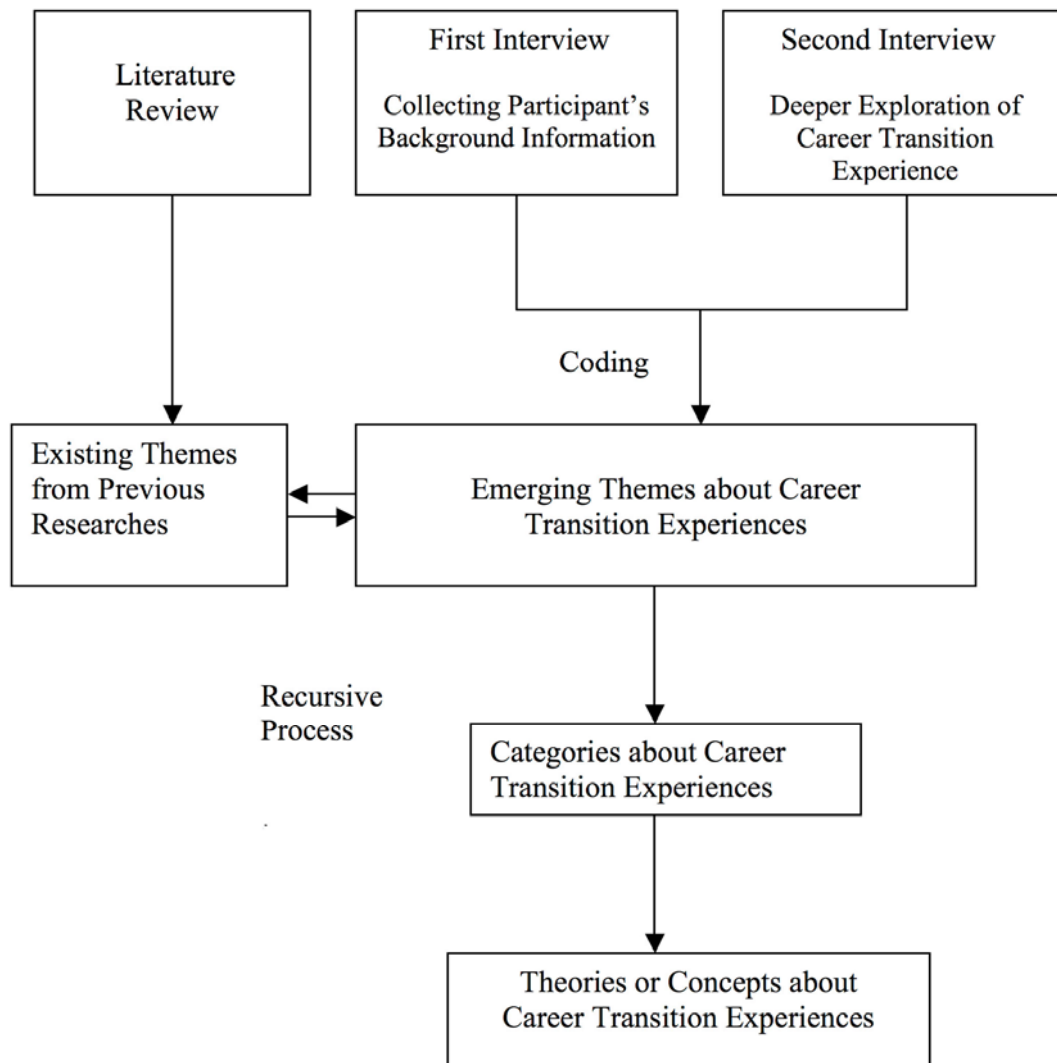 Literature
Review
First Interview
Collecting Participant’s
Background Information
Second Interview
Deeper Exploration of
Career Transition
Experience
Coding
Existing Themes
from Previous
Researches
Emerging Themes about Career
Transition Experiences
Recursive
Process
Categories about Career
Transition Experiences
Theories or Concepts about
Career Transition Experiences